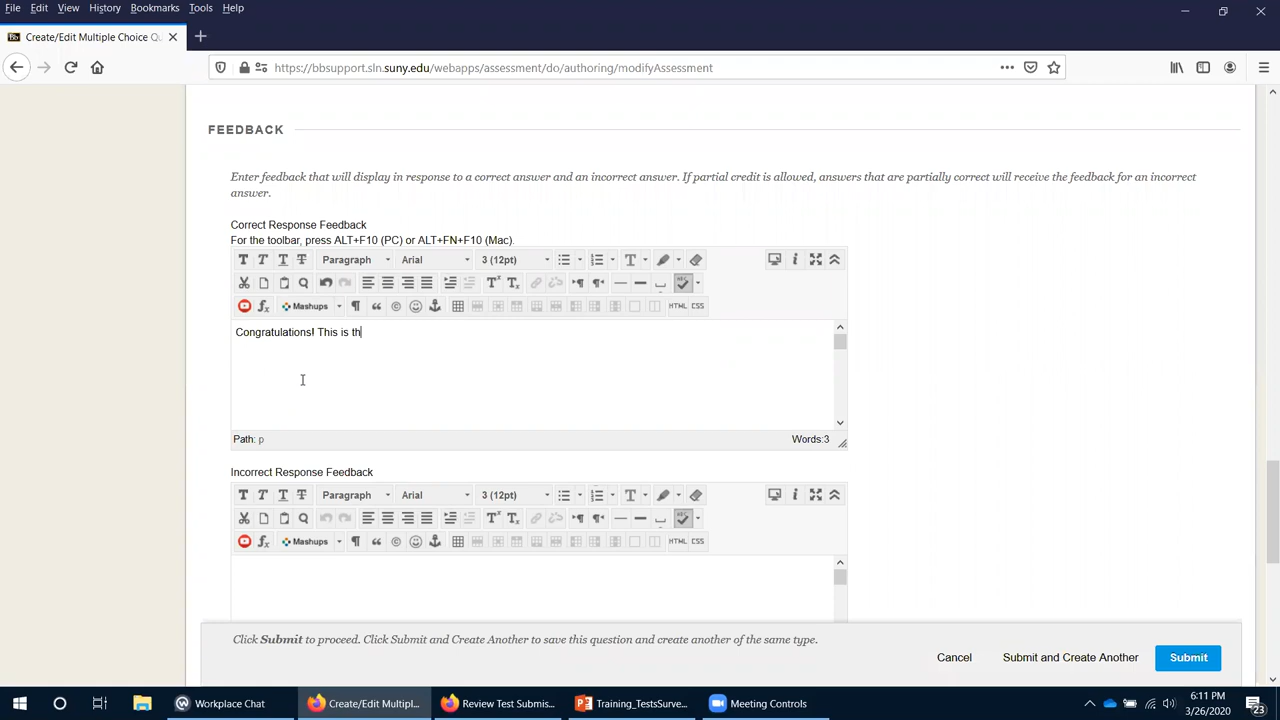 File Edit View History Bookmarks Tools Help
Create/Edit Multiple Choice Qu
https://bbsupport.sln.suny.edu/webapps/assessment/do/authoring/modifyAssessment
FEEDBACK
Enter feedback that will display in response to a correct answer and an incorrect answer. If partial credit is allowed, answers that are partially correct will receive the feedback for an incorrect
answer.
Correct Response Feedback
For the toolbar, press ALT+F10 (PC) or ALT+FN+F10 (Mac).
T T T T Paragraph Arial 3 (12pt) T
T T ABC
fx Mashups HTML CSS
Congratulations! This is th
Path: p Words:3
Incorrect Response Feedback
T T T T Paragraph Arial 3 (12pt) T
T T ABC
fx Mashups HTML CSS
Click Submit to proceed. Click Submit and Create Another to save this question and create another of the same type.
Cancel Submit and Create Another Submit
Workplace Chat Create/Edit Multipl... Review Test Submis... Training_TestsSurve... Meeting Controls
6:11 PM
3/26/2020
23